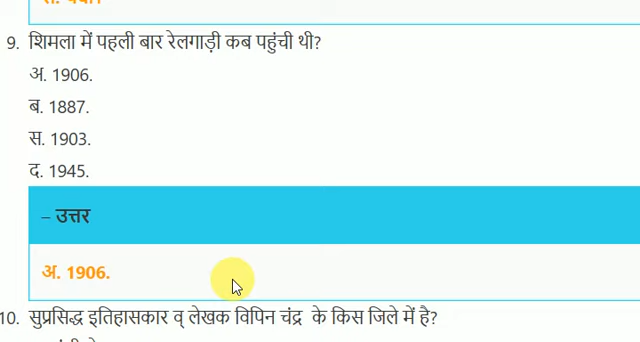 9. शिमला में पहली बार रेलगाड़ी कब पहुंची थी?
अ. 1906.
ब. 1887.
स. 1903.
द. 1945.
– उत्तर
अ. 1906.
10. सुप्रसिद्ध इतिहासकार व् लेखक विपिन चंद्र के किस जिले में है?